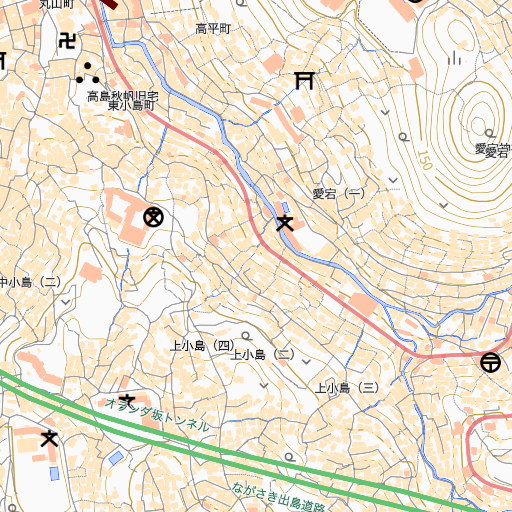 丸山町
高平町
高島秋帆旧宅
東小島町
150
愛宕
愛宕（一）
中小島（二）
上小島（四）
上小島（二）
上小島（三）
オランダ坂トンネル
ながさき出島道路